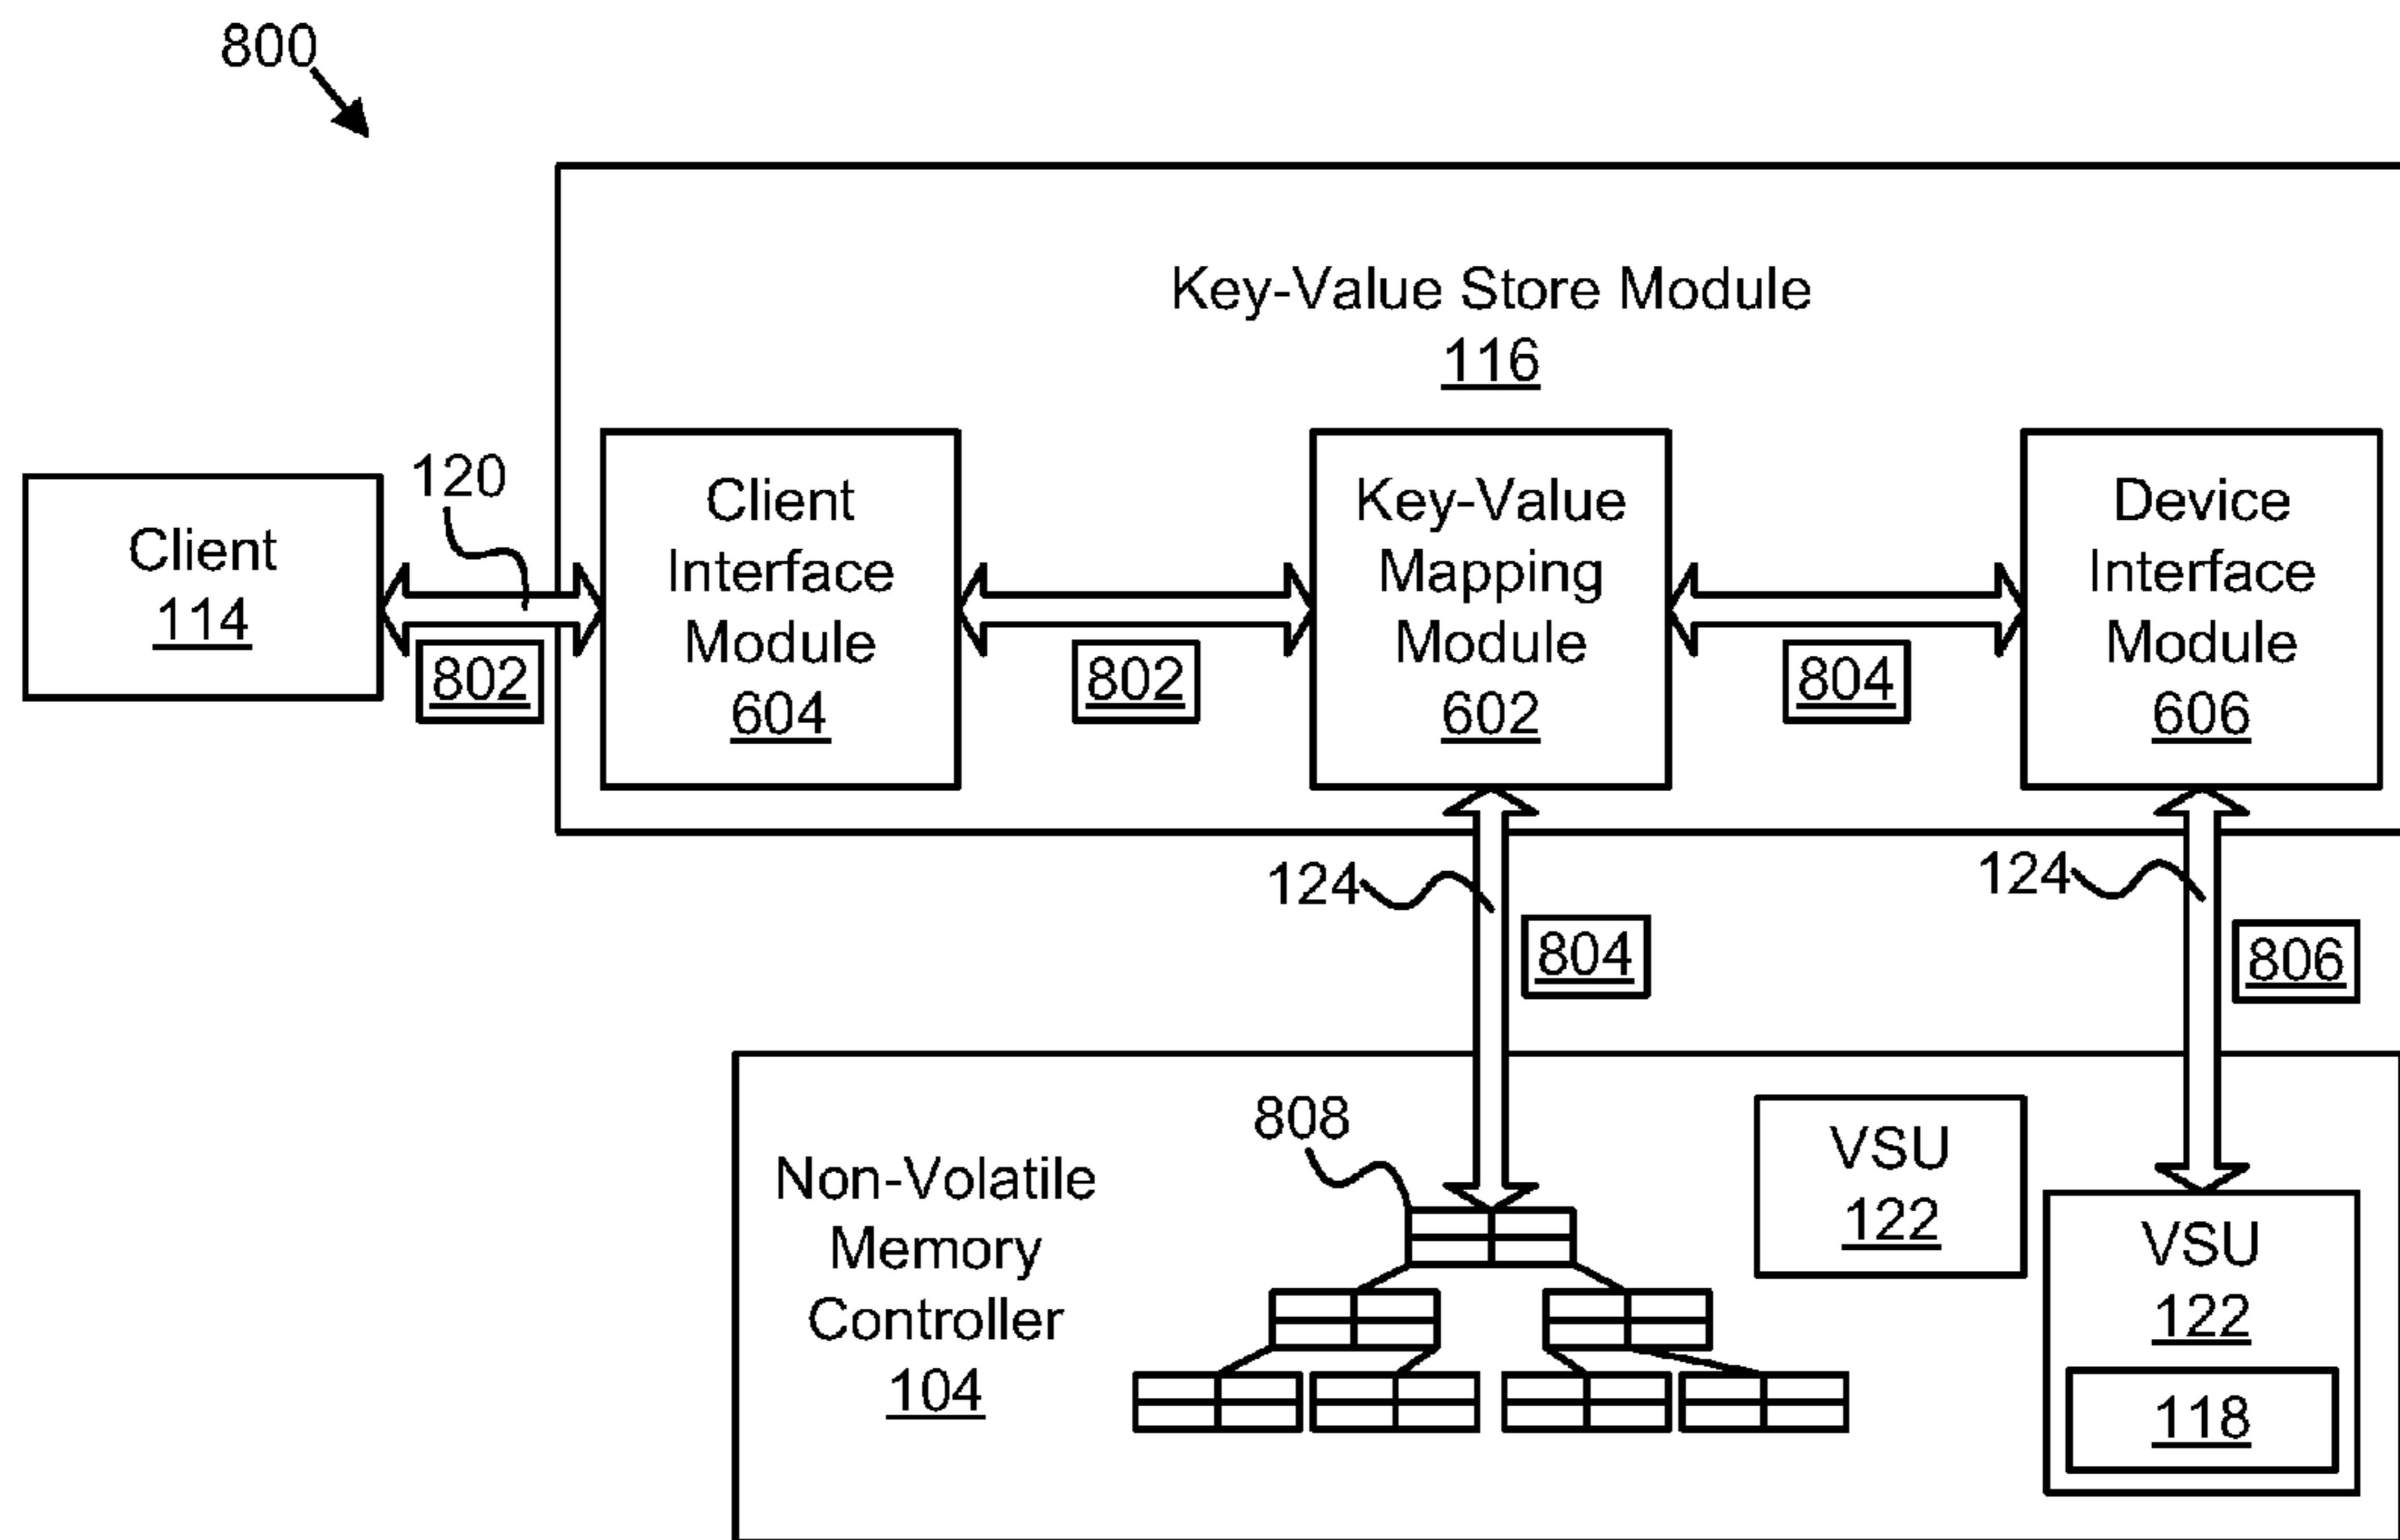 800
Key-Value Store Module
116
Client
114
120
802
Client
Interface
Module
604
802
Key-Value
Mapping
Module
602
804
Device
Interface
Module
606
124
804
124
806
Non-Volatile
Memory
Controller
104
808
VSU
122
VSU
122
118